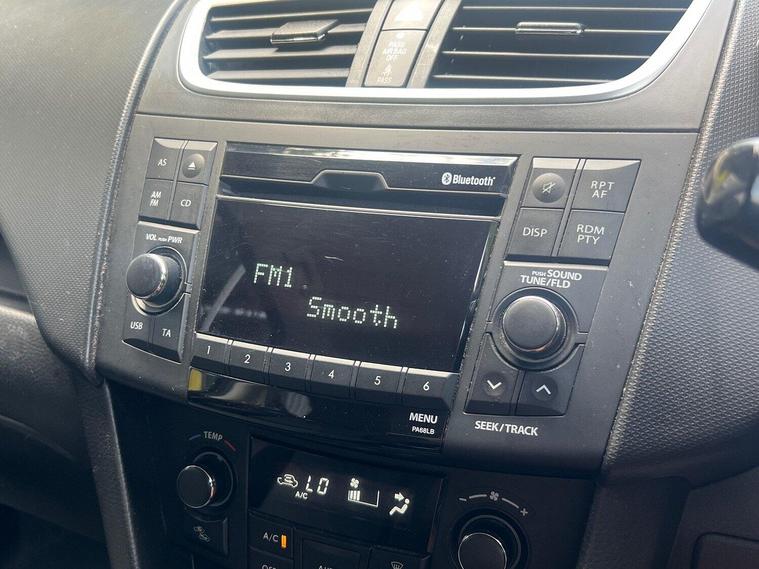 PASS
AIR BAG
OFF
PASS
Bluetooth®
AS
AM
FM
CD
VOL PUSH PWR
USB
TA
FM1
Smooth
RPT
AF
DISP
RDM
PTY
PUSH SOUND
TUNE/FLD
1 2 3 4 5 6
MENU
PA68LB
SEEK/TRACK
TEMP
LO
A/C
- +
A/C